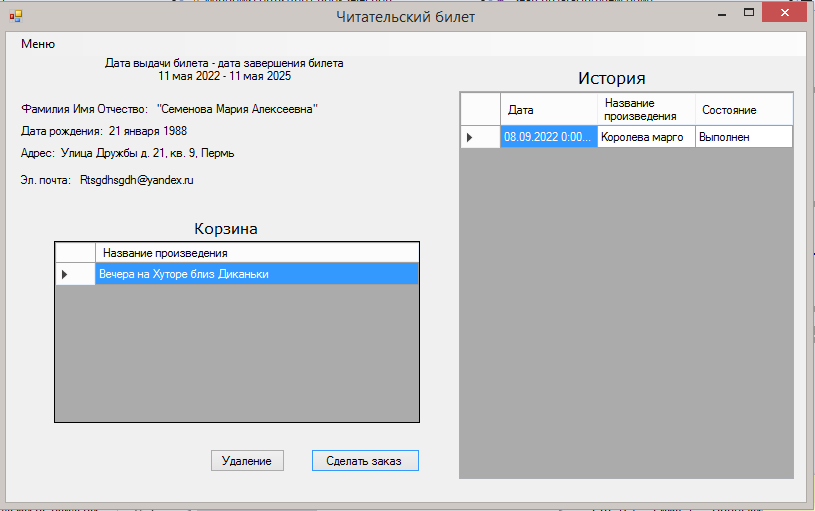 Читательский билет
Меню
Дата выдачи билета - дата завершения билета
11 мая 2022 - 11 мая 2025
Фамилия Имя Отчество: "Семенова Мария Алексеевна"
Дата рождения: 21 января 1988
Адрес: Улица Дружбы д. 21, кв. 9, Пермь
Эл. почта: Rtsgdhsgdh@yandex.ru
Корзина
Название произведения
Вечера на Хуторе близ Диканьки
Удаление Сделать заказ
История
Дата Название произведения Состояние
08.09.2022 0:00... Королева марго Выполнен